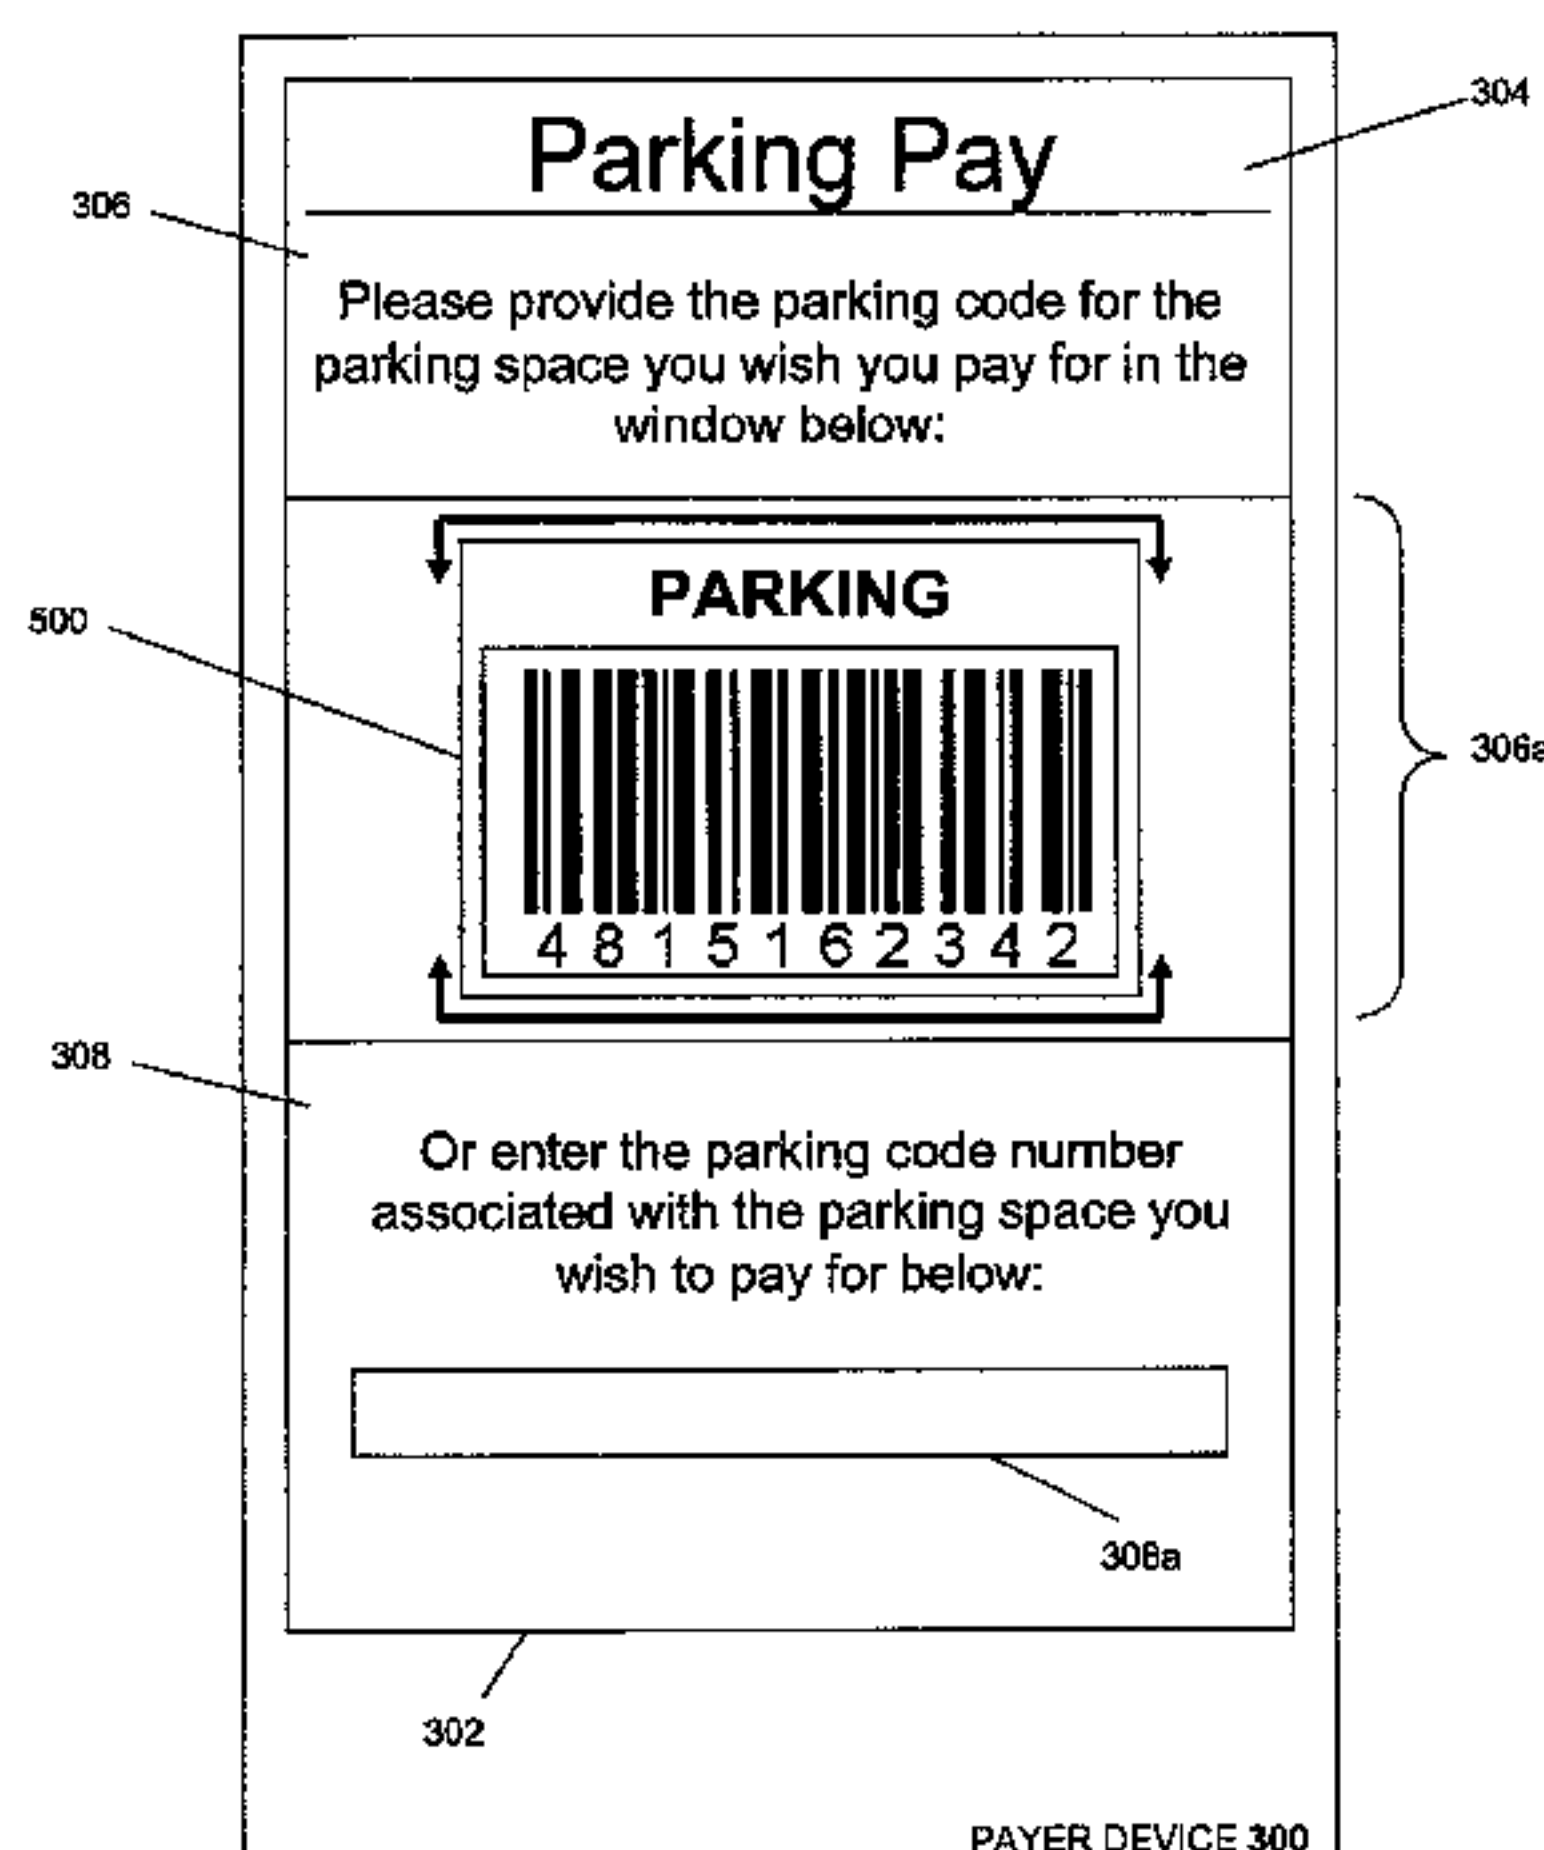 Parking Pay
304
306
Please provide the parking code for the
parking space you wish you pay for in the
window below:
500
PARKING
4 8 1 5 1 6 2 3 4 2
306a
308
Or enter the parking code number
associated with the parking space you
wish to pay for below:
308a
302
PAYER DEVICE 300